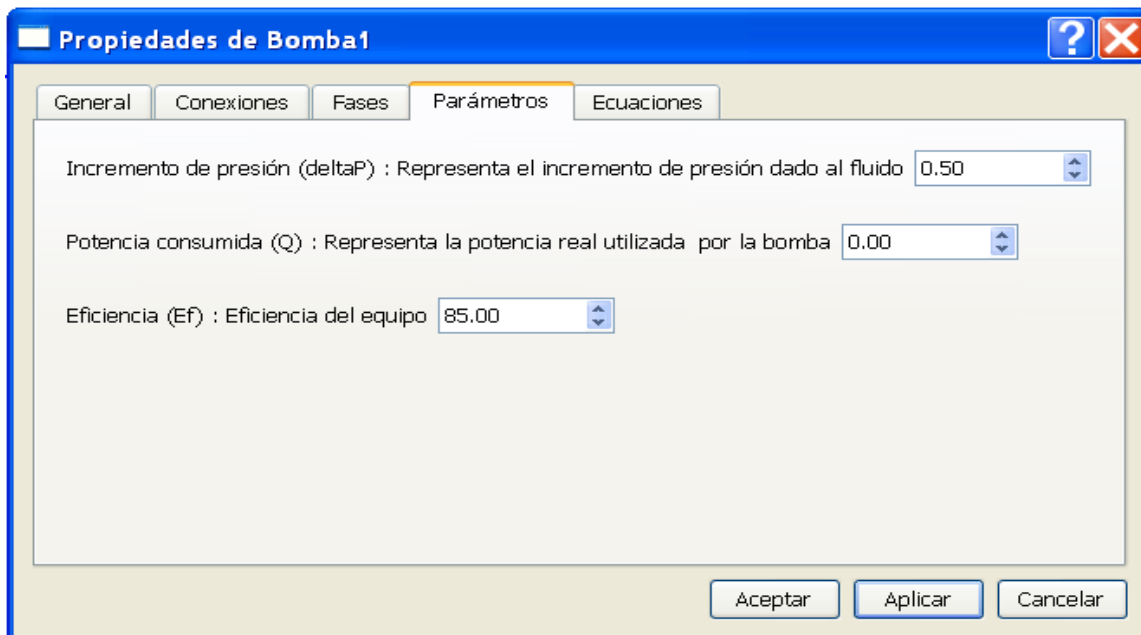 Propiedades de Bomba1
General Conexiones Fases Parámetros Ecuaciones
Incremento de presión (deltaP) : Representa el incremento de presión dado al fluido 0.50
Potencia consumida (Q) : Representa la potencia real utilizada por la bomba 0.00
Eficiencia (Ef) : Eficiencia del equipo 85.00
Aceptar Aplicar Cancelar